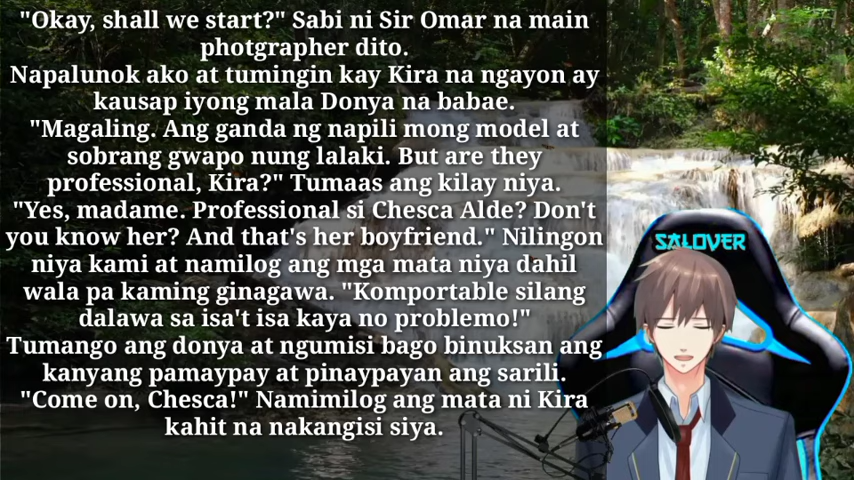 "Okay, shall we start?" Sabi ni Sir Omar na main
photgrapher dito.
Napalunok ako at tumingin kay Kira na ngayon ay
kausap iyong mala Donya na babae.
"Magaling. Ang ganda ng napili mong model at
sobrang gwapo nung lalaki. But are they
professional, Kira?" Tumaas ang kilay niya.
"Yes, madame. Professional si Chesca Alde? Don't
you know her? And that's her boyfriend." Nilingon
niya kami at namilog ang mga mata niya dahil
wala pa kaming ginagawa. "Komportable silang
dalawa sa isa't isa kaya no problemo!"
Tumango ang donya at ngumisi bago binuksan ang
kanyang pamaypay at pinaypayan ang sarili.
"Come on, Chesca!" Namimilog ang mata ni Kira
kahit na nakangisi siya.
SALOVER